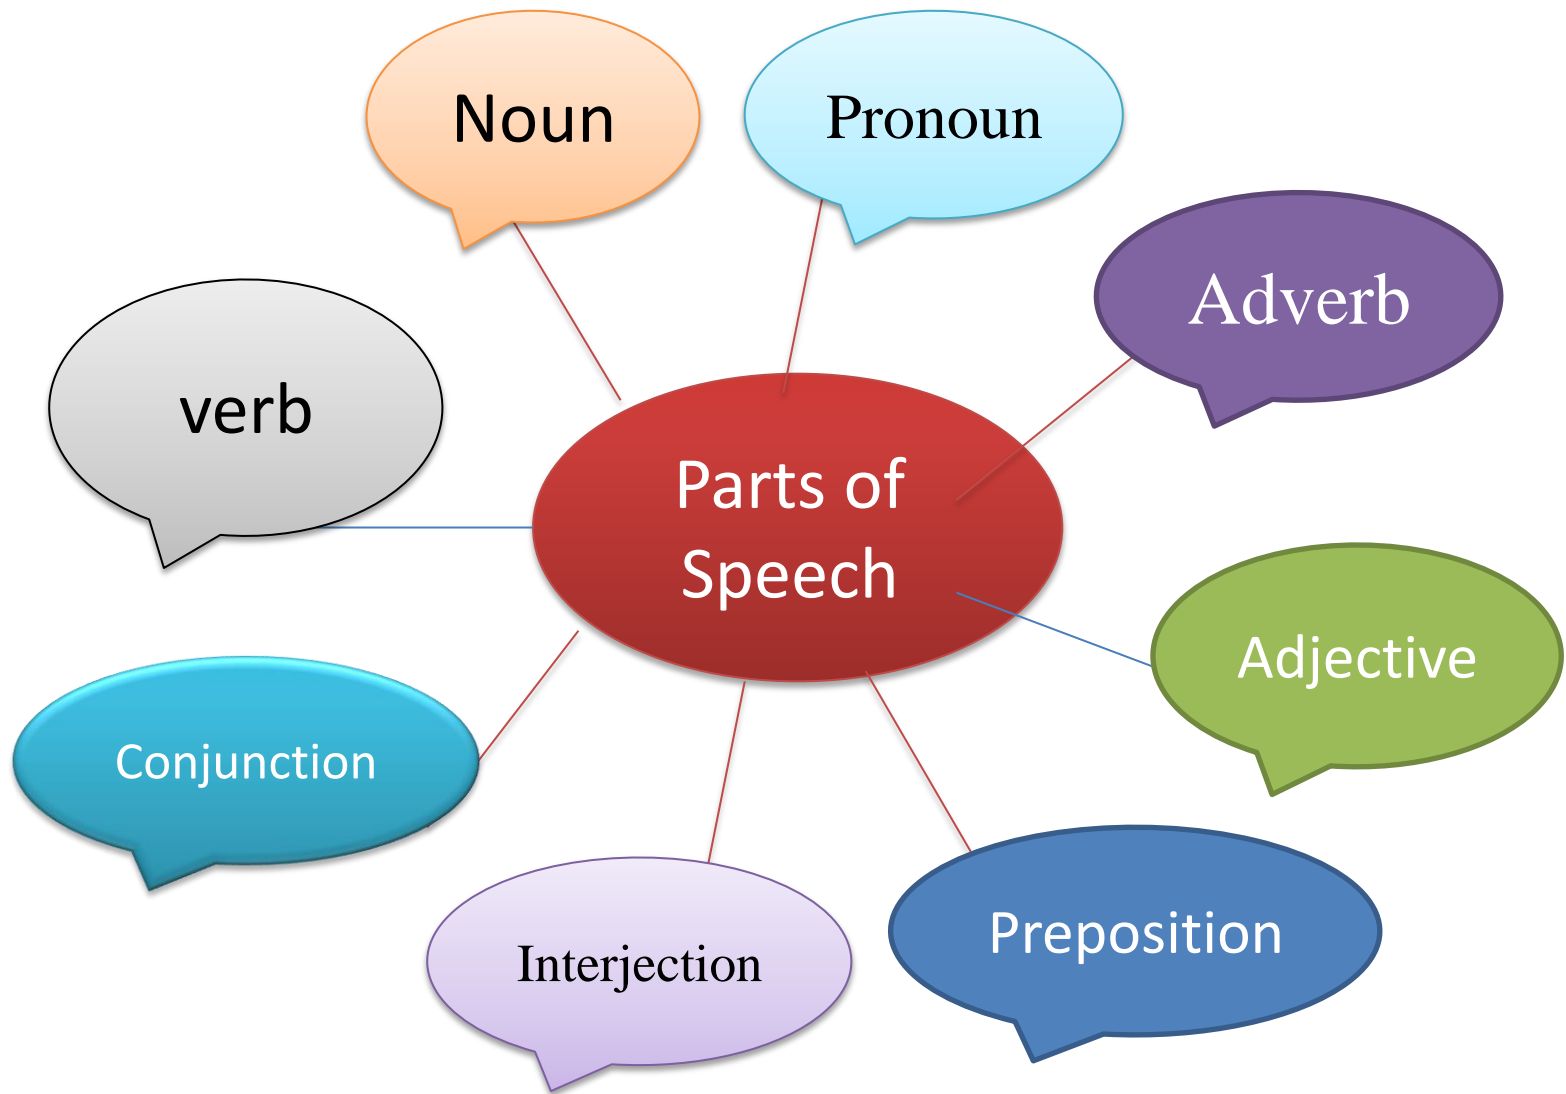 Noun
Pronoun
Adverb
verb
Parts of
Speech
Adjective
Conjunction
Preposition
Interjection